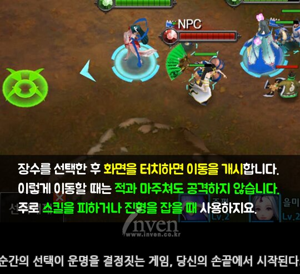 NPC
장수를 선택한 후 화면을 터치하면 이동을 개시합니다.
이렇게 이동할 때는 적과 마주쳐도 공격하지 않습니다.
주로 스킬을 피하거나 진형을 잡을 때 사용하지요.
inven
www.inven.co.kr
순간의 선택이 운명을 결정짓는 게임, 당신의 손끝에서 시작된다